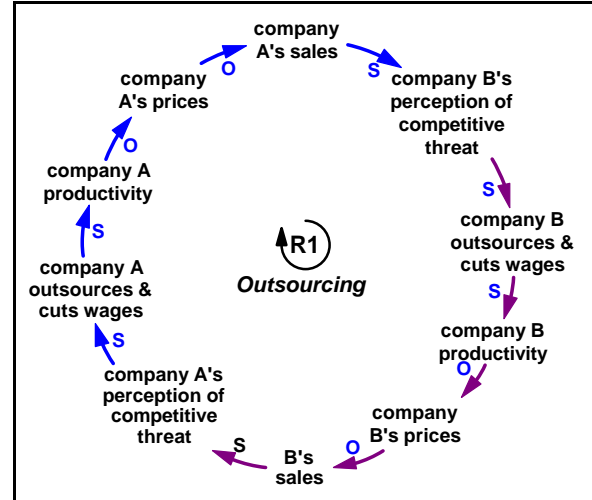 company
A's sales
S
company B's
perception of
competitive
threat
S
company B
outsources &
cuts wages
S
company B
productivity
O
company
B's prices
O
B's
sales
S
company A's
perception of
competitive
threat
S
company A
outsources &
cuts wages
S
company A
productivity
O
company
A's prices
O
R1
Outsourcing